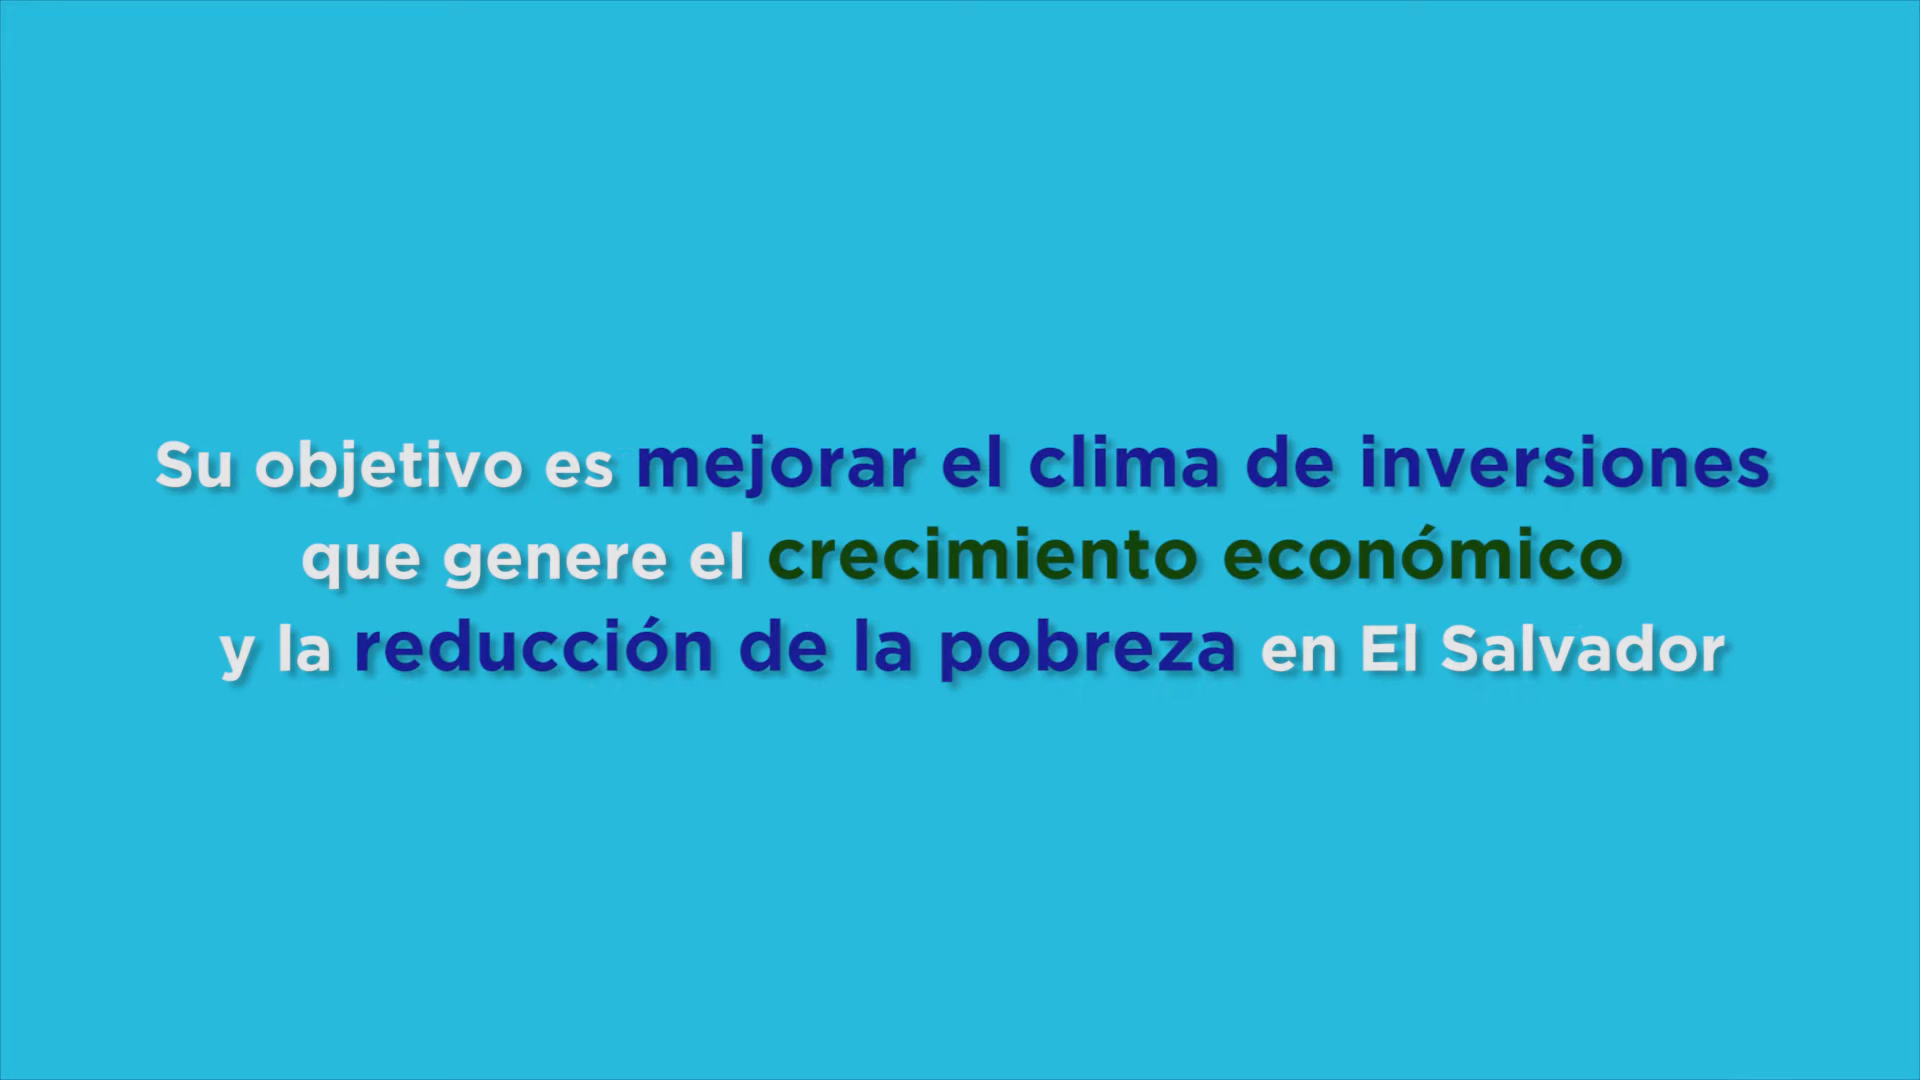 Su objetivo es mejorar el clima de inversiones
que genere el crecimiento económico
y la reducción de la pobreza en El Salvador